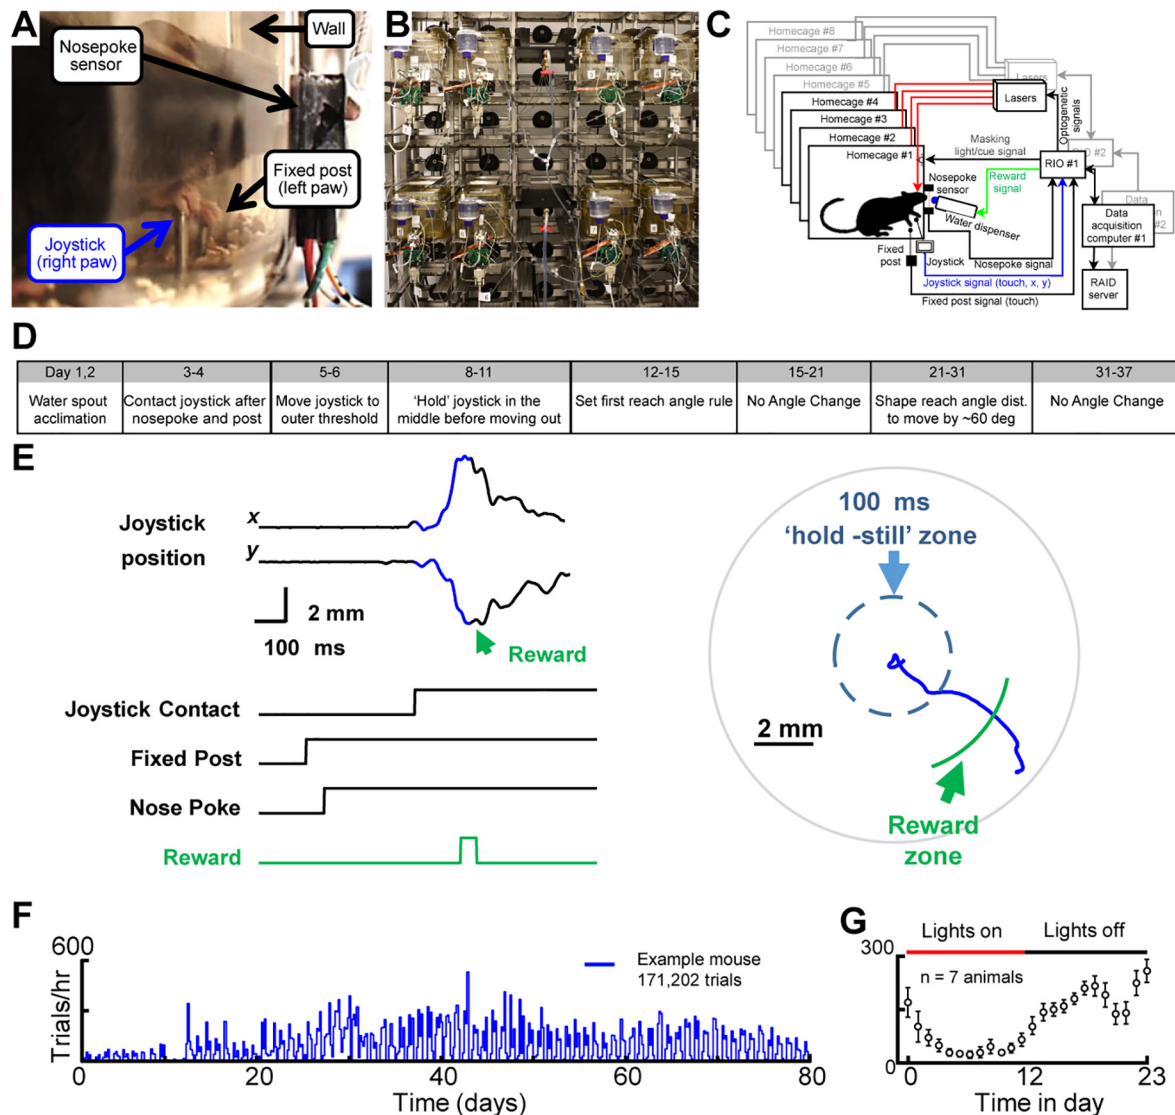 A
Nosepoke
sensor
Wall
Fixed post
(left paw)
Joystick
(right paw)
B
C
Homecage #8
Homecage #7
Homecage #6
Homecage #5
Homecage #4
Homecage #3
Homecage #2
Homecage #1
Lasers
Lasers
Optogenetic
signals
Masking
light/cue signal
RIO #1
RIO #2
Nosepoke
sensor
Reward
signal
Water dispenser
Data acquisition
computer #1
Data
#2
Fixed
post
Joystick
Nosepoke signal
Joystick signal (touch, x, y)
Fixed post signal (touch)
RAID
server
D
Day 1,2 3-4 5-6 8-11 12-15 15-21 21-31 31-37
Water spout Contact joystick after Move joystick to 'Hold' joystick in the Set first reach angle rule No Angle Change Shape reach angle dist. No Angle Change
acclimation nosepoke and post outer threshold middle before moving out to move by ~60 deg
E
Joystick
position
x
y
2 mm
100 ms
Reward
Joystick Contact
Fixed Post
Nose Poke
Reward
100 ms
'hold -still' zone
2 mm
Reward
zone
F
600
Trials/hr
Example mouse
171,202 trials
0 20 40 60 80
Time (days)
G
Lights on Lights off
300
n = 7 animals
0
0 12 23
Time in day